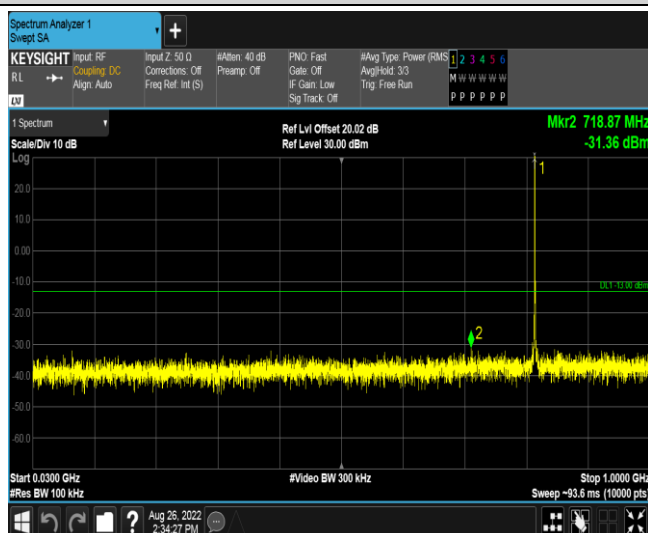 Spectrum Analyzer 1
Swept SA
+
KEYSIGHT
RL
LXI
Input: RF
Coupling: DC
Align: Auto
Input Z: 50 Ω
Corrections: Off
Freq Ref: Int (S)
#Atten: 40 dB
Preamp: Off
PNO: Fast
Gate: Off
IF Gain: Low
Sig Track: Off
#Avg Type: Power (RMS
Avg|Hold: 3/3
Trig: Free Run
1 2 3 4 5 6
M W W W W W
P P P P P P
1 Spectrum
Scale/Div 10 dB
Log
Ref Lvl Offset 20.02 dB
Ref Level 30.00 dBm
Mkr2 718.87 MHz
-31.36 dBm
1
20.0
10.0
0.00
-10.0
DL1 -13.00 dBm
-20.0
2
-30.0
-40.0
-50.0
-60.0
Start 0.0300 GHz
#Res BW 100 kHz
#Video BW 300 kHz
Stop 1.0000 GHz
Sweep ~93.6 ms (10000 pts)
?
Aug 26, 2022
2:34:27 PM